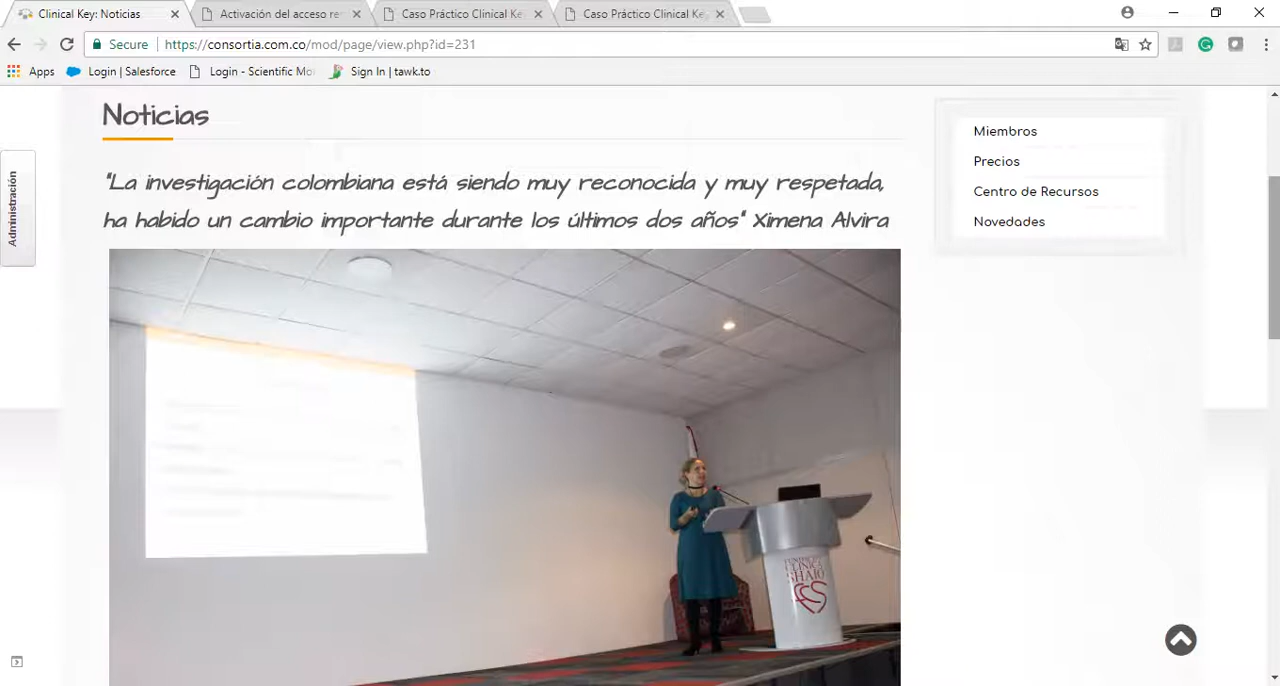 Clinical Key: Noticias
Activación del acceso re
Caso Práctico Clinical Ke
Caso Práctico Clinical Ke
Secure
https://consortia.com.co/mod/page/view.php?id=231
Apps
Login | Salesforce
Login - Scientific Mo
Sign In | tawk.to
Administración
Noticias
"La investigación colombiana está siendo muy reconocida y muy respetada,
ha habido un cambio importante durante los últimos dos años" Ximena Alvira
Miembros
Precios
Centro de Recursos
Novedades
CLINICA
SHAIO